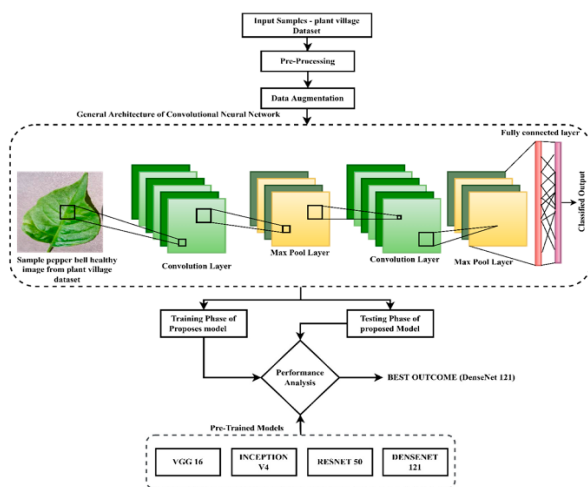 Input Samples - plant village
Dataset
Pre-Processing
Data Augmentation
General Architecture of Convolutional Neural Network
Fully connected layer
Classified Output
Sample pepper bell healthy
image from plant village
dataset
Convolution Layer
Max Pool Layer
Convolution Layer
Max Pool Layer
Training Phase of
Proposes model
Testing Phase of
proposed Model
Performance
Analysis
BEST OUTCOME (DenseNet 121)
Pre-Trained Models
VGG 16
INCEPTION
V4
RESNET 50
DENSENET
121